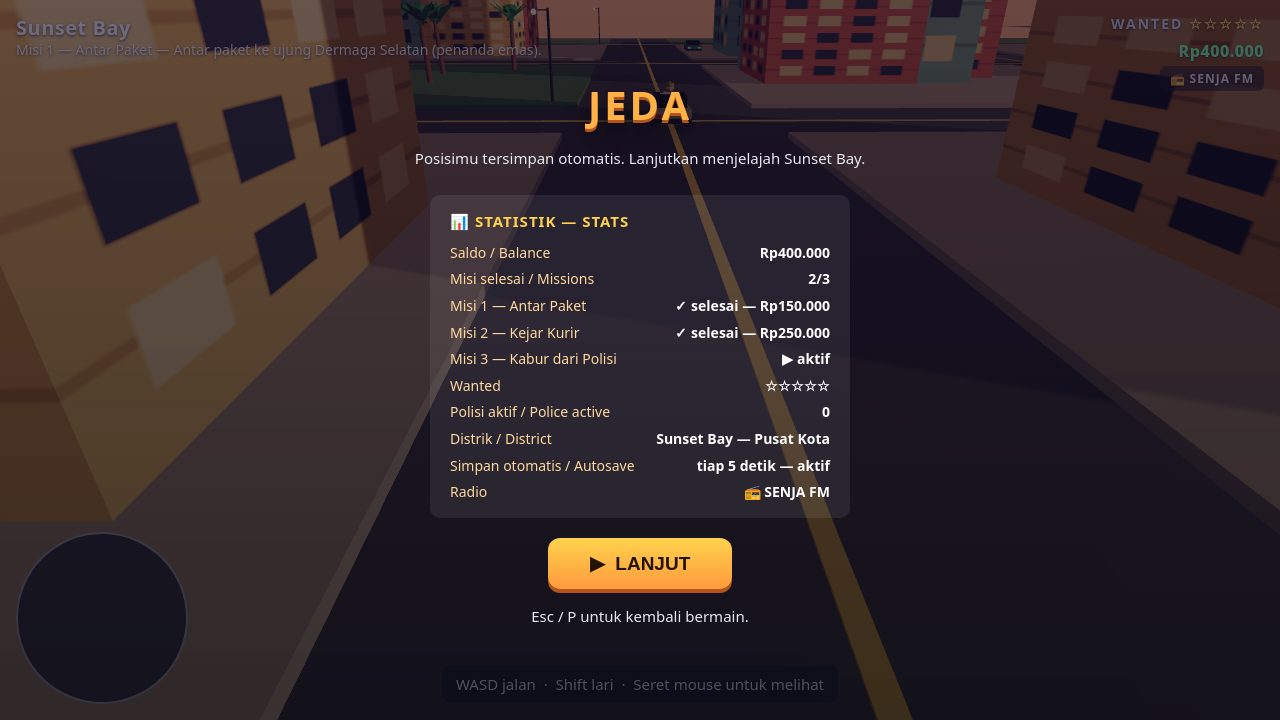 Sunset Bay
WANTED ☆☆☆☆☆
Misi 1 — Antar Paket — Antar paket ke ujung Dermaga Selatan (penanda emas).
Rp400.000
📻 SENJA FM
JEDA
Posisimu tersimpan otomatis. Lanjutkan menjelajah Sunset Bay.
📊 STATISTIK — STATS
Saldo / Balance Rp400.000
Misi selesai / Missions 2/3
Misi 1 — Antar Paket ✓ selesai — Rp150.000
Misi 2 — Kejar Kurir ✓ selesai — Rp250.000
Misi 3 — Kabur dari Polisi ▶ aktif
Wanted ☆☆☆☆☆
Polisi aktif / Police active 0
Distrik / District Sunset Bay — Pusat Kota
Simpan otomatis / Autosave tiap 5 detik — aktif
Radio 📻 SENJA FM
▶ LANJUT
Esc / P untuk kembali bermain.
WASD jalan · Shift lari · Seret mouse untuk melihat